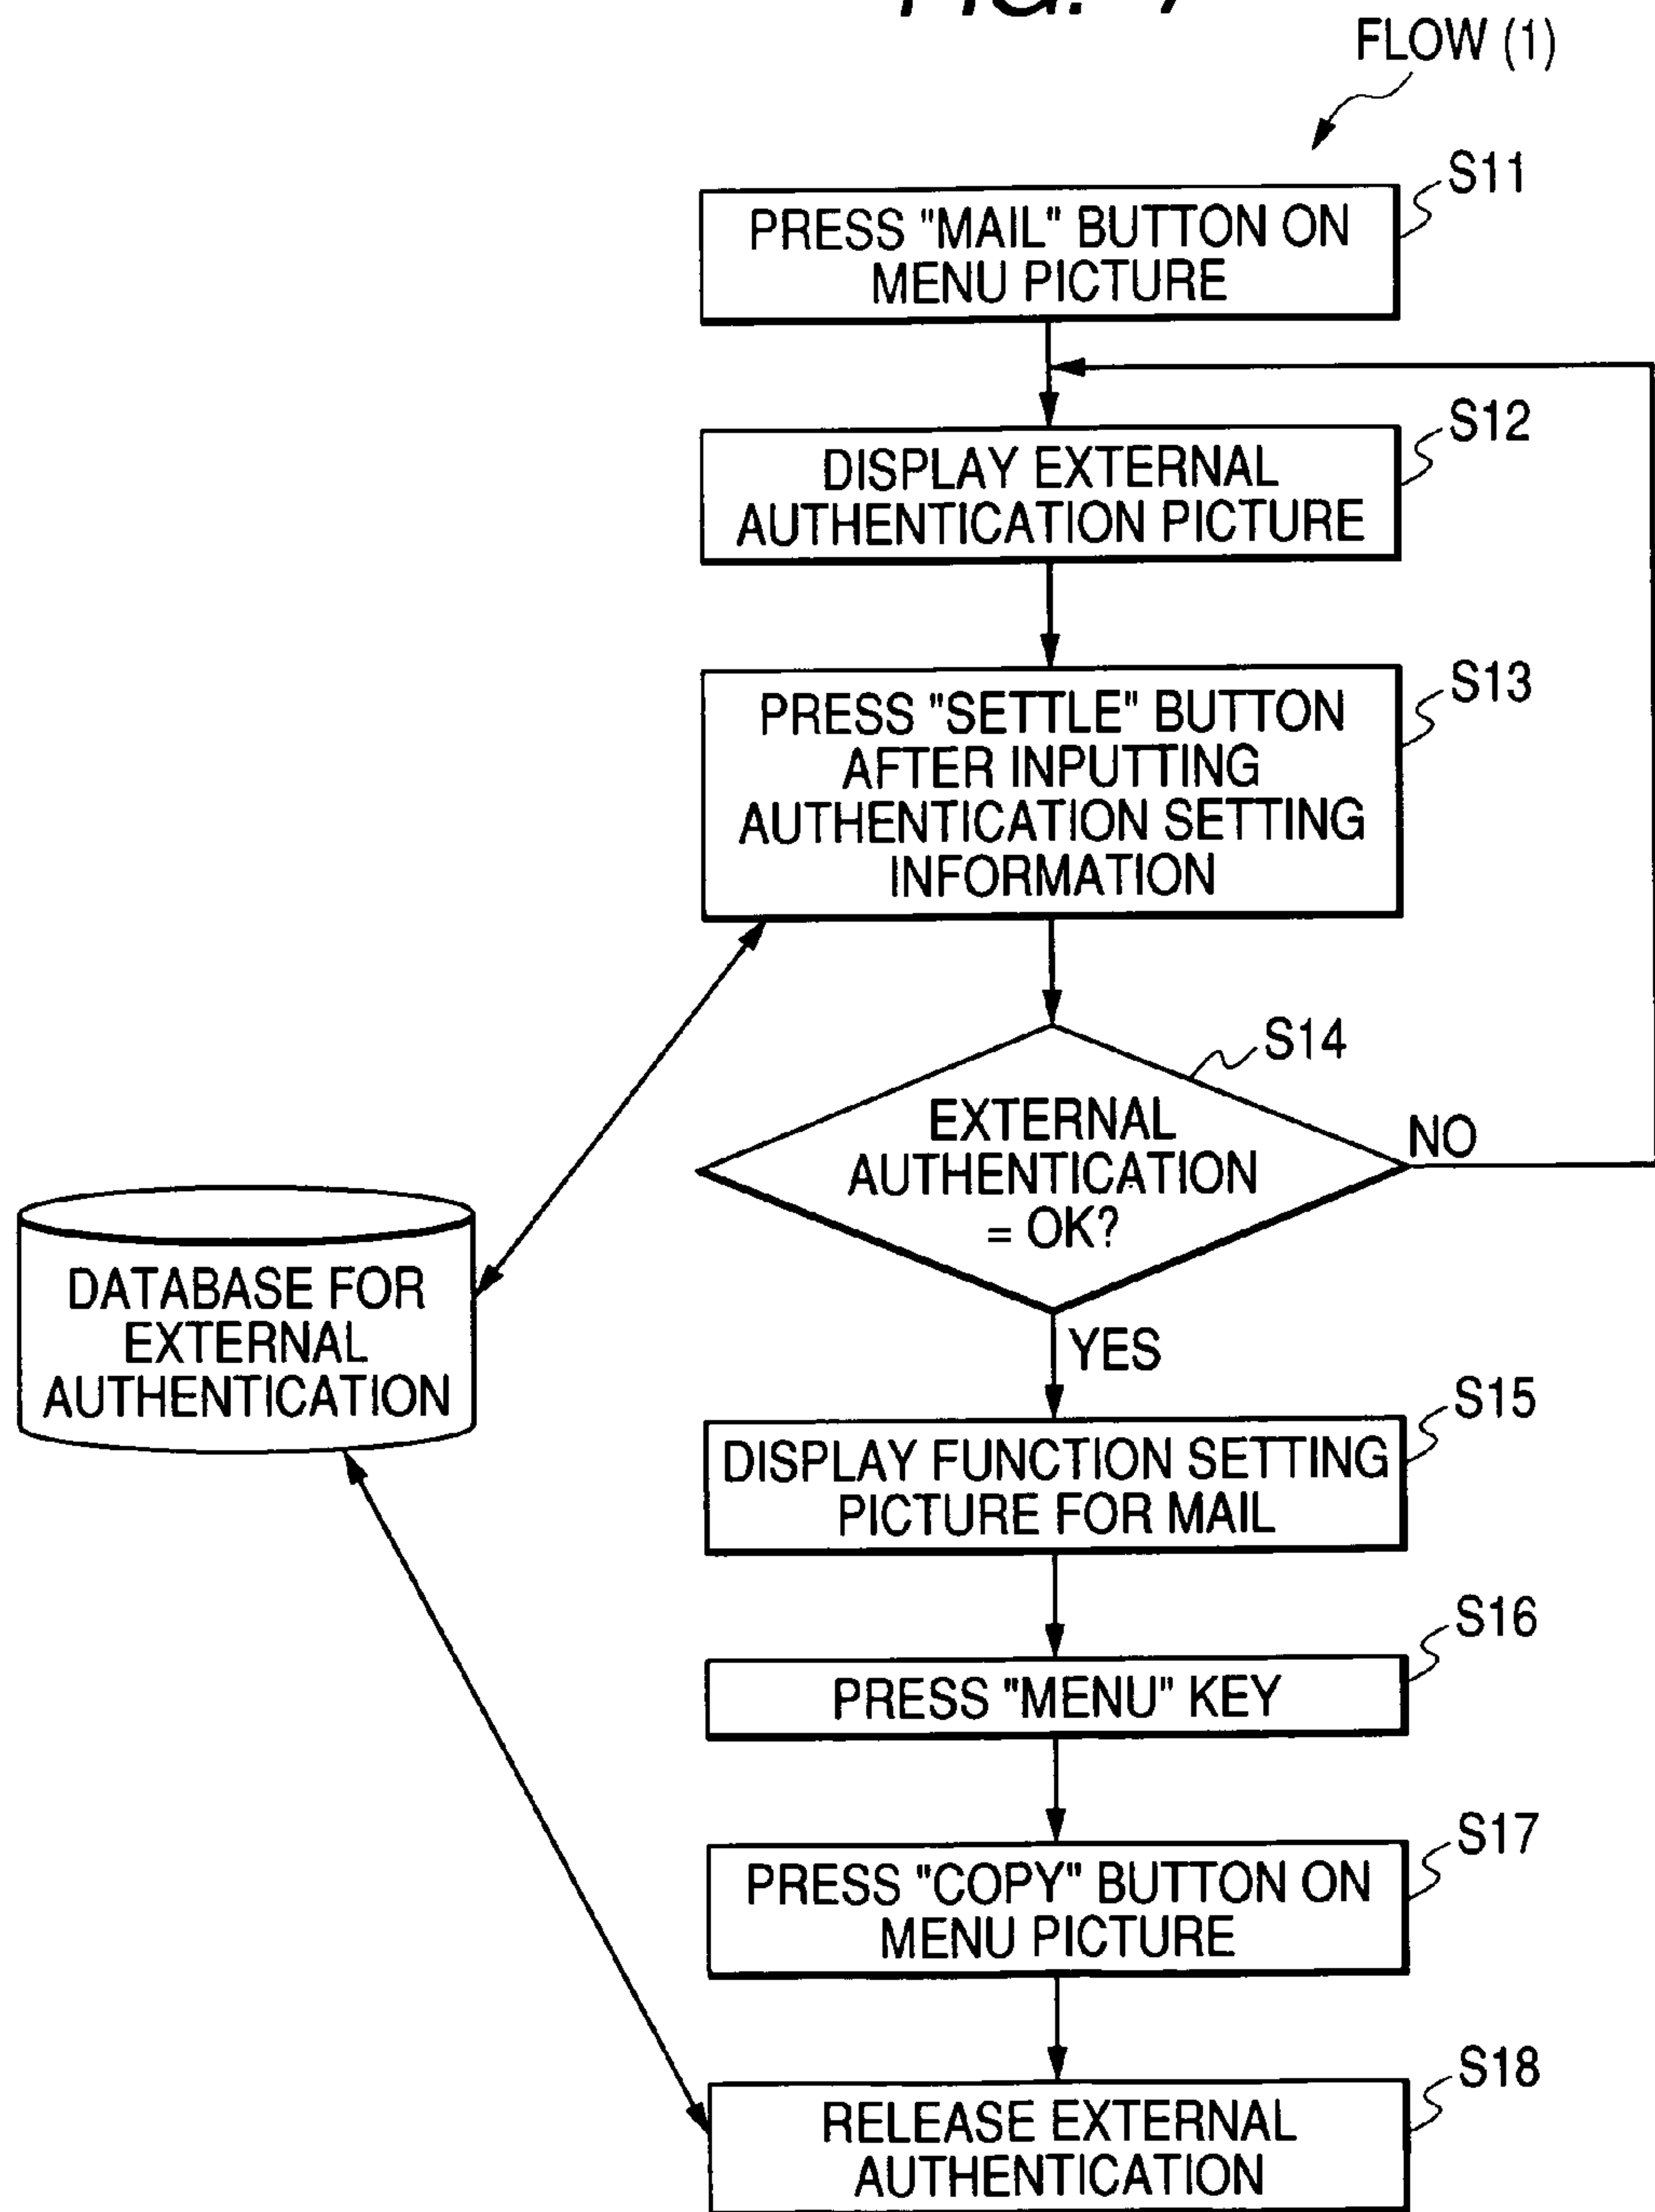 FIG.
FLOW (1)
S11
PRESS "MAIL" BUTTON ON
MENU PICTURE
S12
DISPLAY EXTERNAL
AUTHENTICATION PICTURE
S13
PRESS "SETTLE" BUTTON
AFTER INPUTTING
AUTHENTICATION SETTING
INFORMATION
S14
EXTERNAL
AUTHENTICATION
= OK?
NO
YES
DATABASE FOR
EXTERNAL
AUTHENTICATION
S15
DISPLAY FUNCTION SETTING
PICTURE FOR MAIL
S16
PRESS "MENU" KEY
S17
PRESS "COPY" BUTTON ON
MENU PICTURE
S18
RELEASE EXTERNAL
AUTHENTICATION